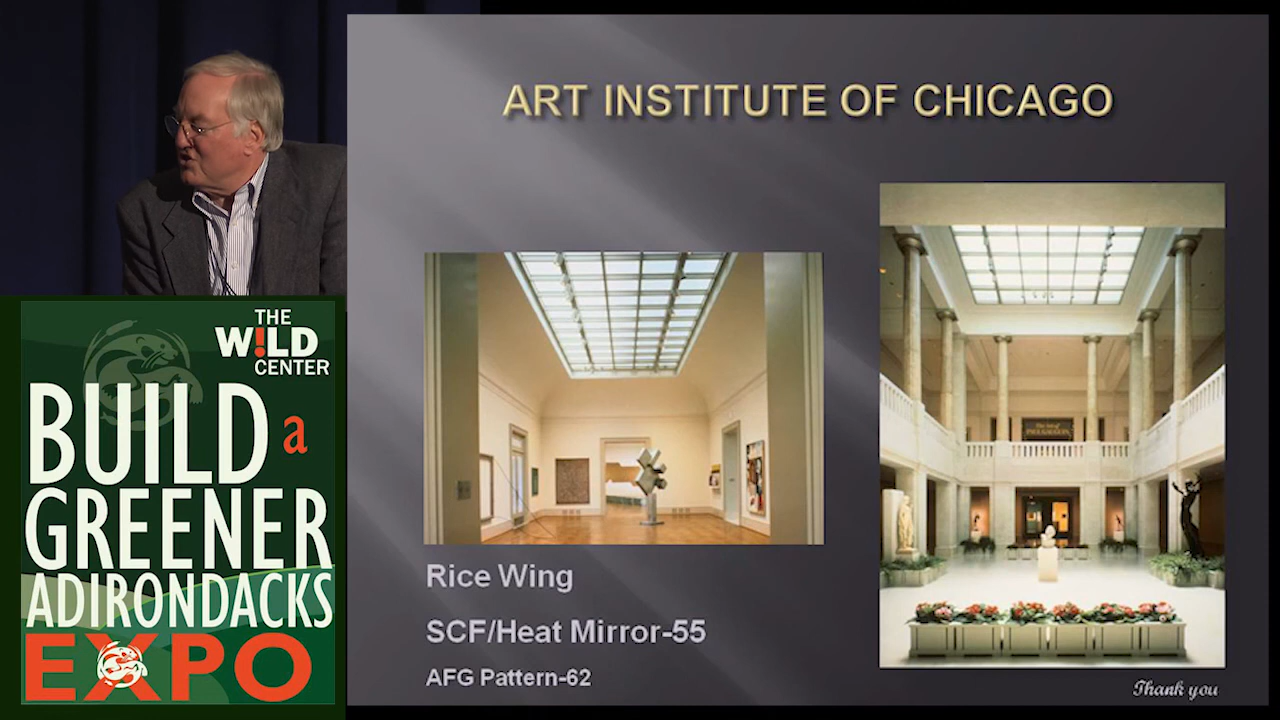 ART INSTITUTE OF CHICAGO
Rice Wing
SCF/Heat Mirror-55
AFG Pattern-62
Thank you
THE
W!LD
CENTER
BUILD a
GREENER
ADIRONDACKS
EXPO